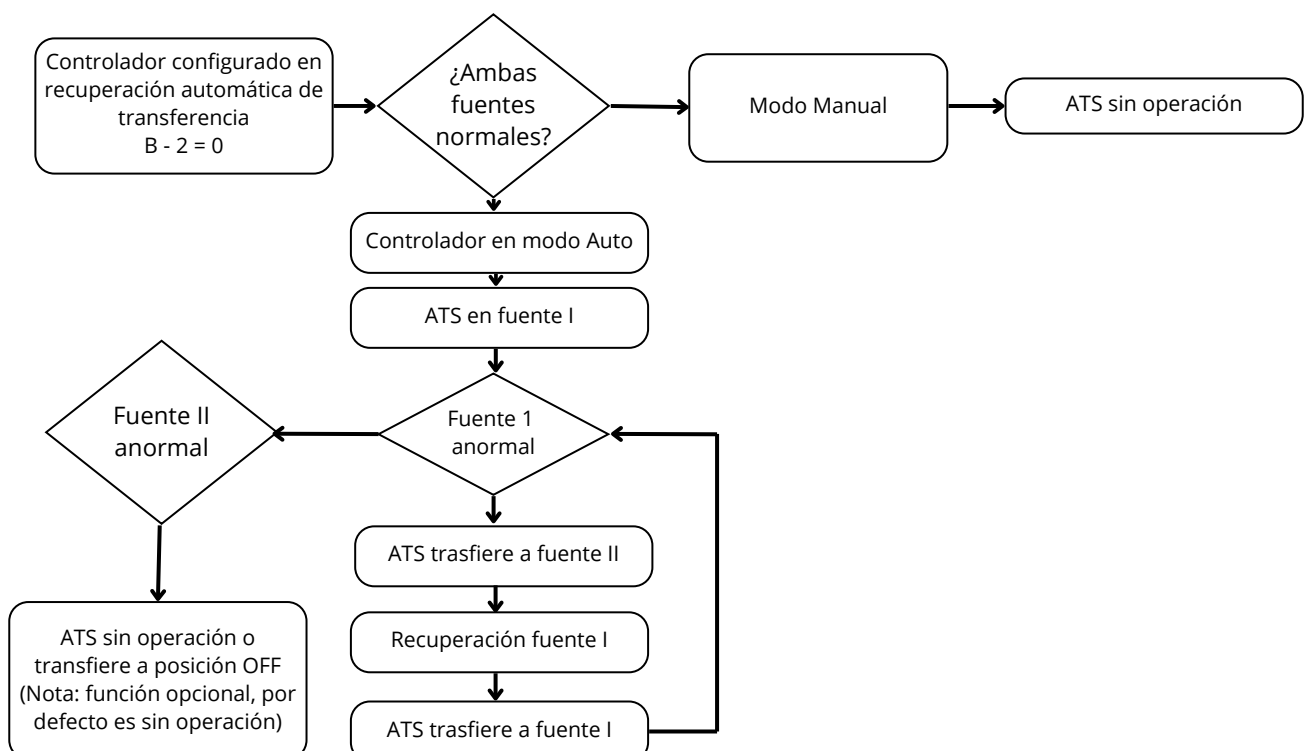 Controlador configurado en
recuperación automática de
transferencia
B - 2 = 0
¿Ambas
fuentes
normales?
Modo Manual
ATS sin operación
Controlador en modo Auto
ATS en fuente I
Fuente II
anormal
Fuente 1
anormal
ATS trasfiere a fuente II
Recuperación fuente I
ATS trasfiere a fuente I
ATS sin operación o
transfiere a posición OFF
(Nota: función opcional, por
defecto es sin operación)